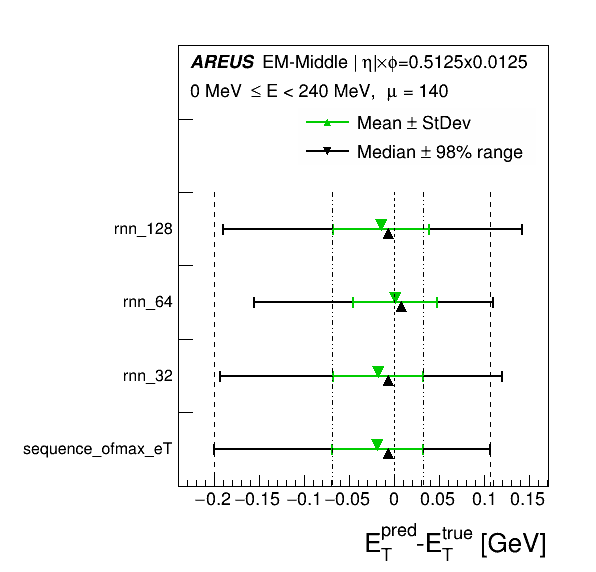 AREUS EM-Middle | η|×ϕ=0.5125x0.0125
0 MeV ≤ E < 240 MeV, μ = 140
Mean ± StDev
Median ± 98% range
rnn_128
rnn_64
rnn_32
sequence_ofmax_eT
−0.2 −0.15 −0.1 −0.05 0 0.05 0.1 0.15
E_T^pred-E_T^true [GeV]